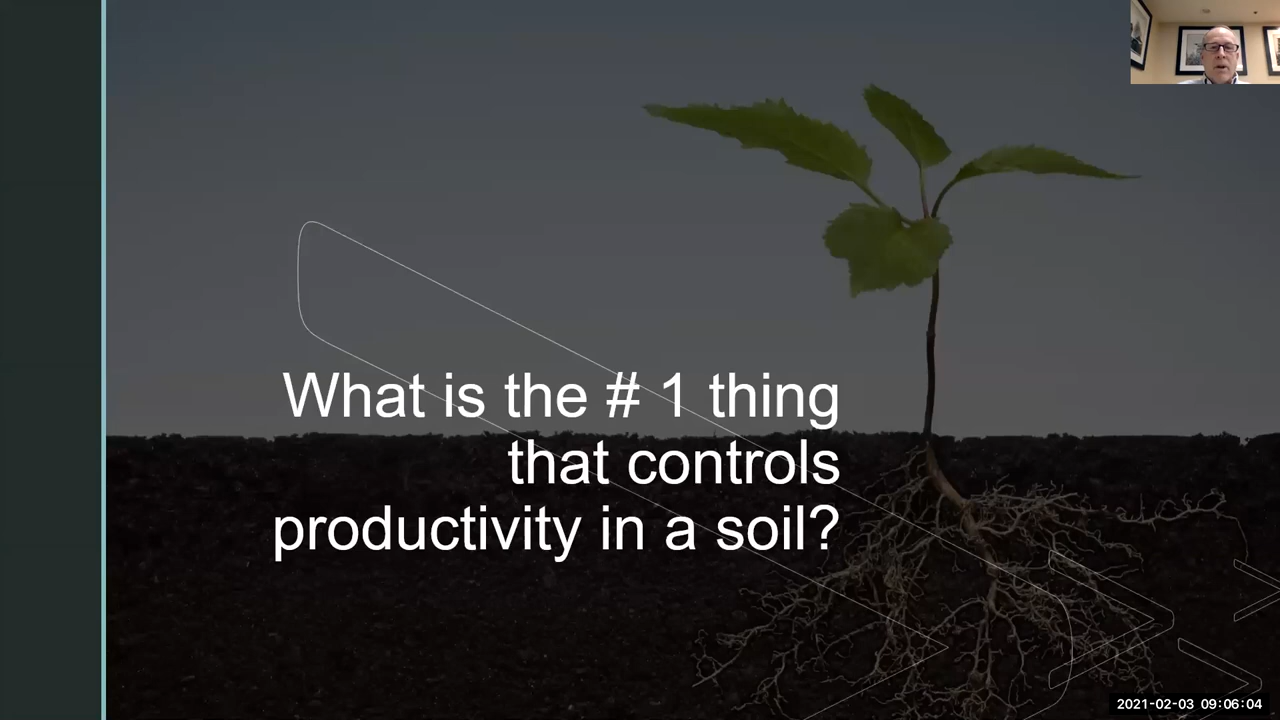 What is the # 1 thing
that controls
productivity in a soil?
2021-02-03 09:06:04